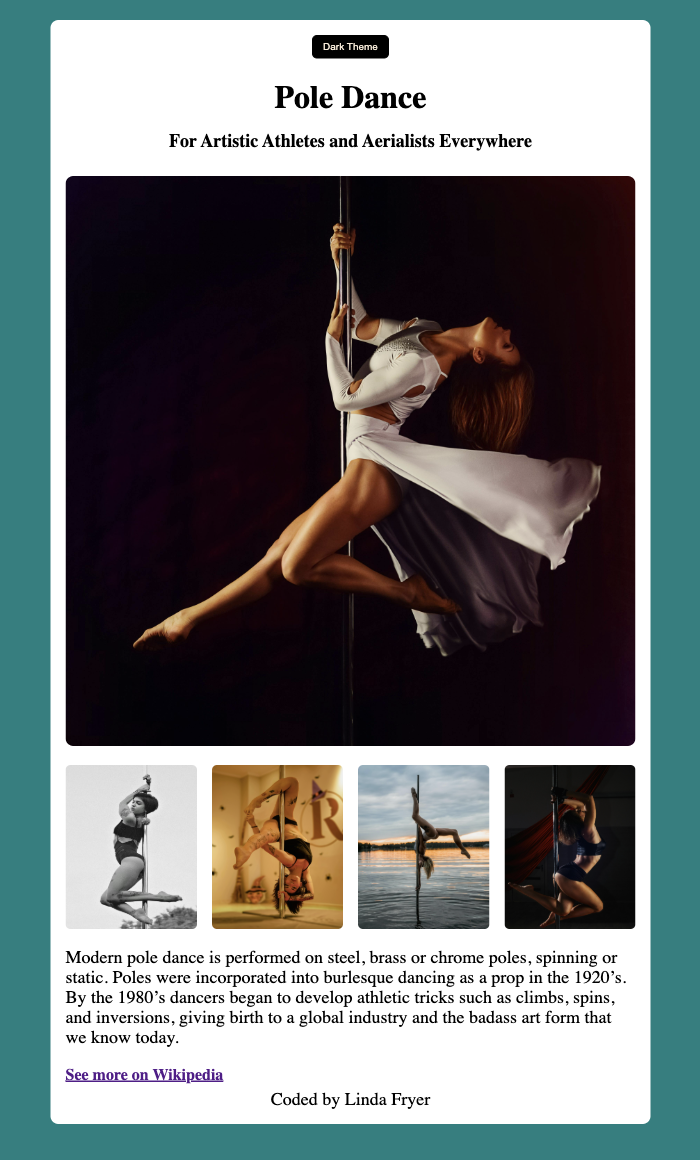 Dark Theme
Pole Dance
For Artistic Athletes and Aerialists Everywhere
R
Modern pole dance is performed on steel, brass or chrome poles, spinning or
static. Poles were incorporated into burlesque dancing as a prop in the 1920’s.
By the 1980’s dancers began to develop athletic tricks such as climbs, spins,
and inversions, giving birth to a global industry and the badass art form that
we know today.
See more on Wikipedia
Coded by Linda Fryer